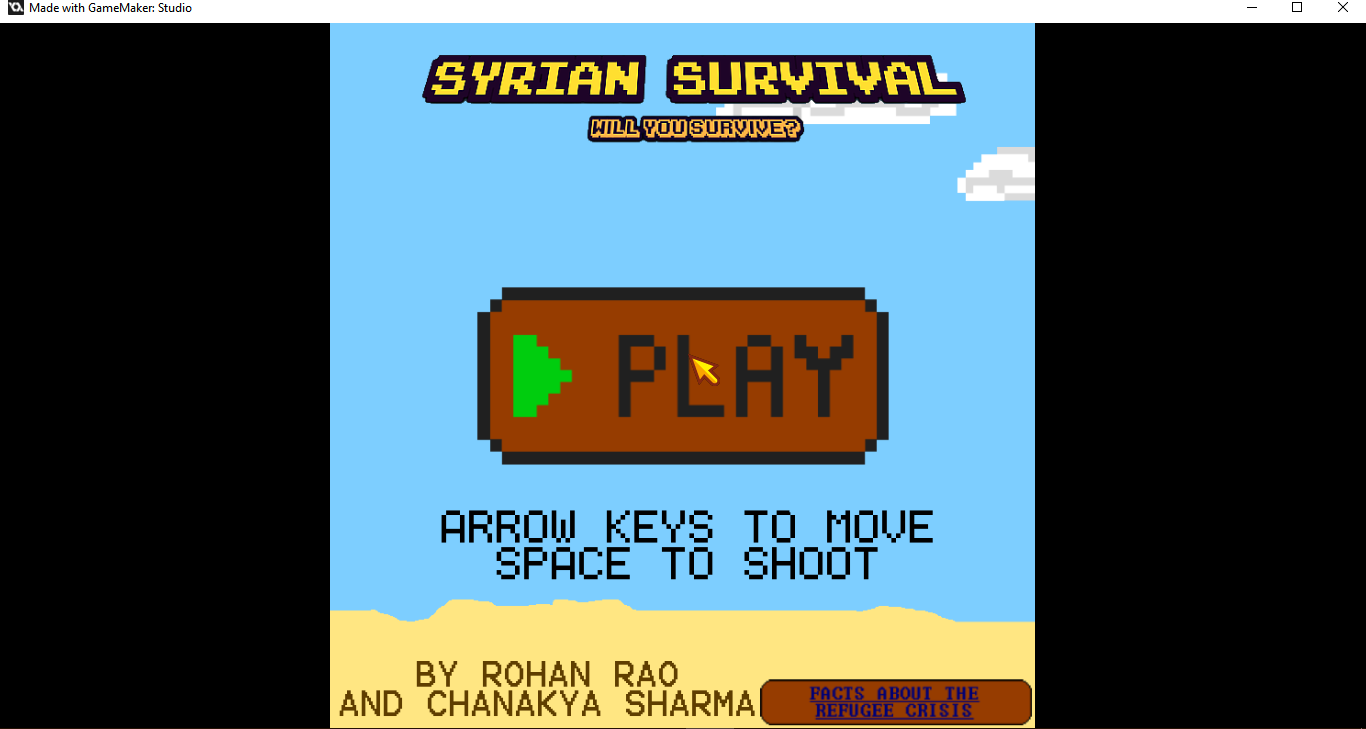 Made with GameMaker: Studio
SYRIAN SURVIVAL
WILL YOU SURVIVE?
PLAY
ARROW KEYS TO MOVE
SPACE TO SHOOT
BY ROHAN RAO
AND CHANAKYA SHARMA
FACTS ABOUT THE
REFUGEE CRISIS